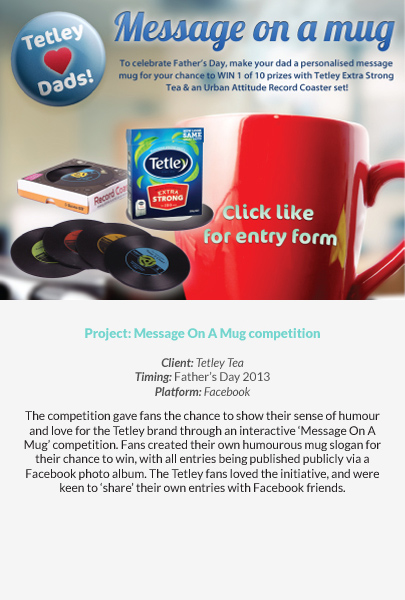 Tetley
Dads!
Message on a mug
To celebrate Father's Day, make your dad a personalised message
mug for your chance to WIN 1 of 10 prizes with Tetley Extra Strong
Tea & an Urban Attitude Record Coaster set!
SAME
Tetley
EXTRA
STRONG
Record Coa
Click like
for entry form
Project: Message On A Mug competition
Client: Tetley Tea
Timing: Father's Day 2013
Platform: Facebook
The competition gave fans the chance to show their sense of humour
and love for the Tetley brand through an interactive 'Message On A
Mug' competition. Fans created their own humourous mug slogan for
their chance to win, with all entries being published publicly via a
Facebook photo album. The Tetley fans loved the initiative, and were
keen to 'share' their own entries with Facebook friends.